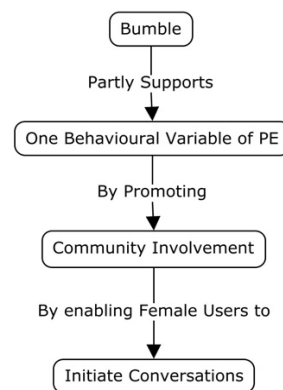 Bumble
Partly Supports
One Behavioural Variable of PE
By Promoting
Community Involvement
By enabling Female Users to
Initiate Conversations